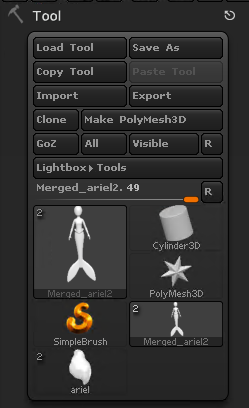 Tool
Load Tool Save As
Copy Tool Paste Tool
Import Export
Clone Make PolyMesh3D
GoZ All Visible R
Lightbox▸Tools
Merged_ariel2. 49 R
2
Cylinder3D
Merged_ariel2 PolyMesh3D
2
SimpleBrush Merged_ariel2
2
ariel